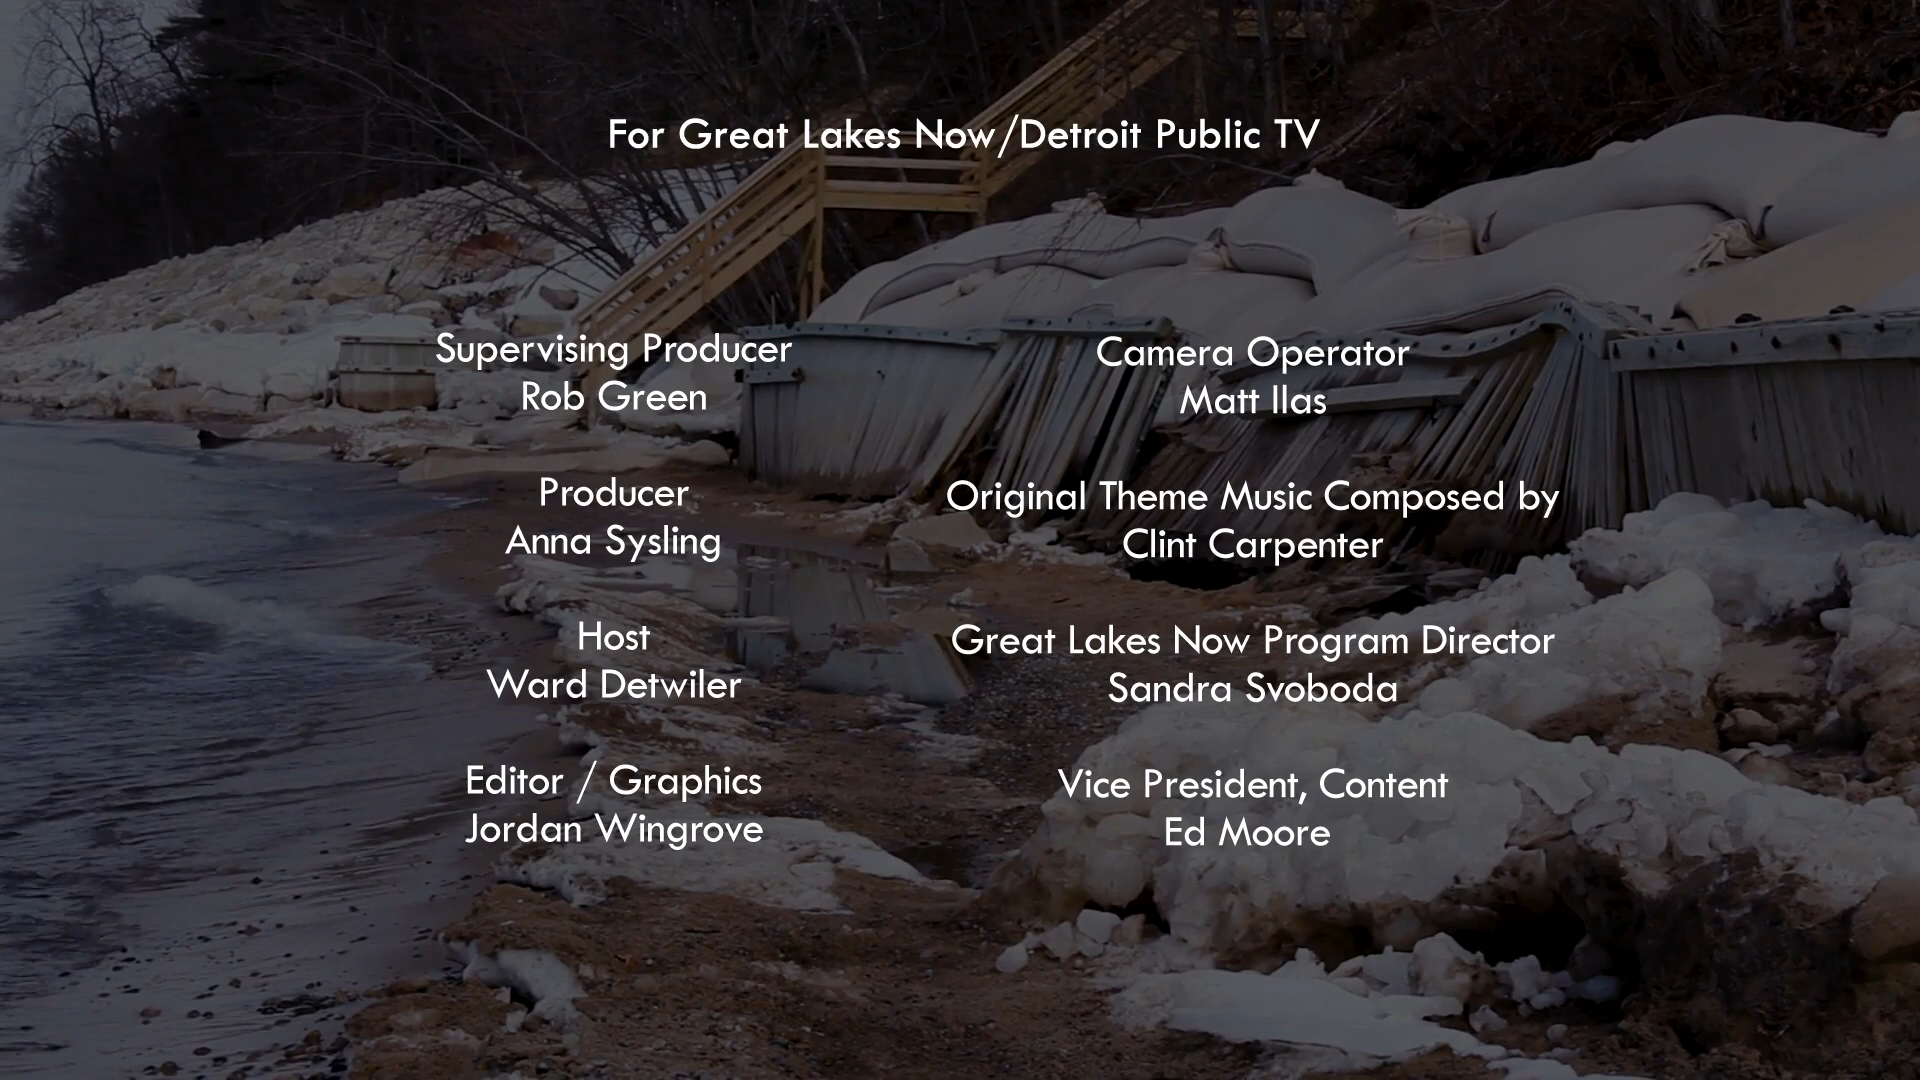 For Great Lakes Now/Detroit Public TV
Supervising Producer
Rob Green
Producer
Anna Sysling
Host
Ward Detwiler
Editor / Graphics
Jordan Wingrove
Camera Operator
Matt Ilas
Original Theme Music Composed by
Clint Carpenter
Great Lakes Now Program Director
Sandra Svoboda
Vice President, Content
Ed Moore